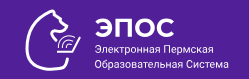 ЭПОС
Электронная Пермская
Образовательная Система